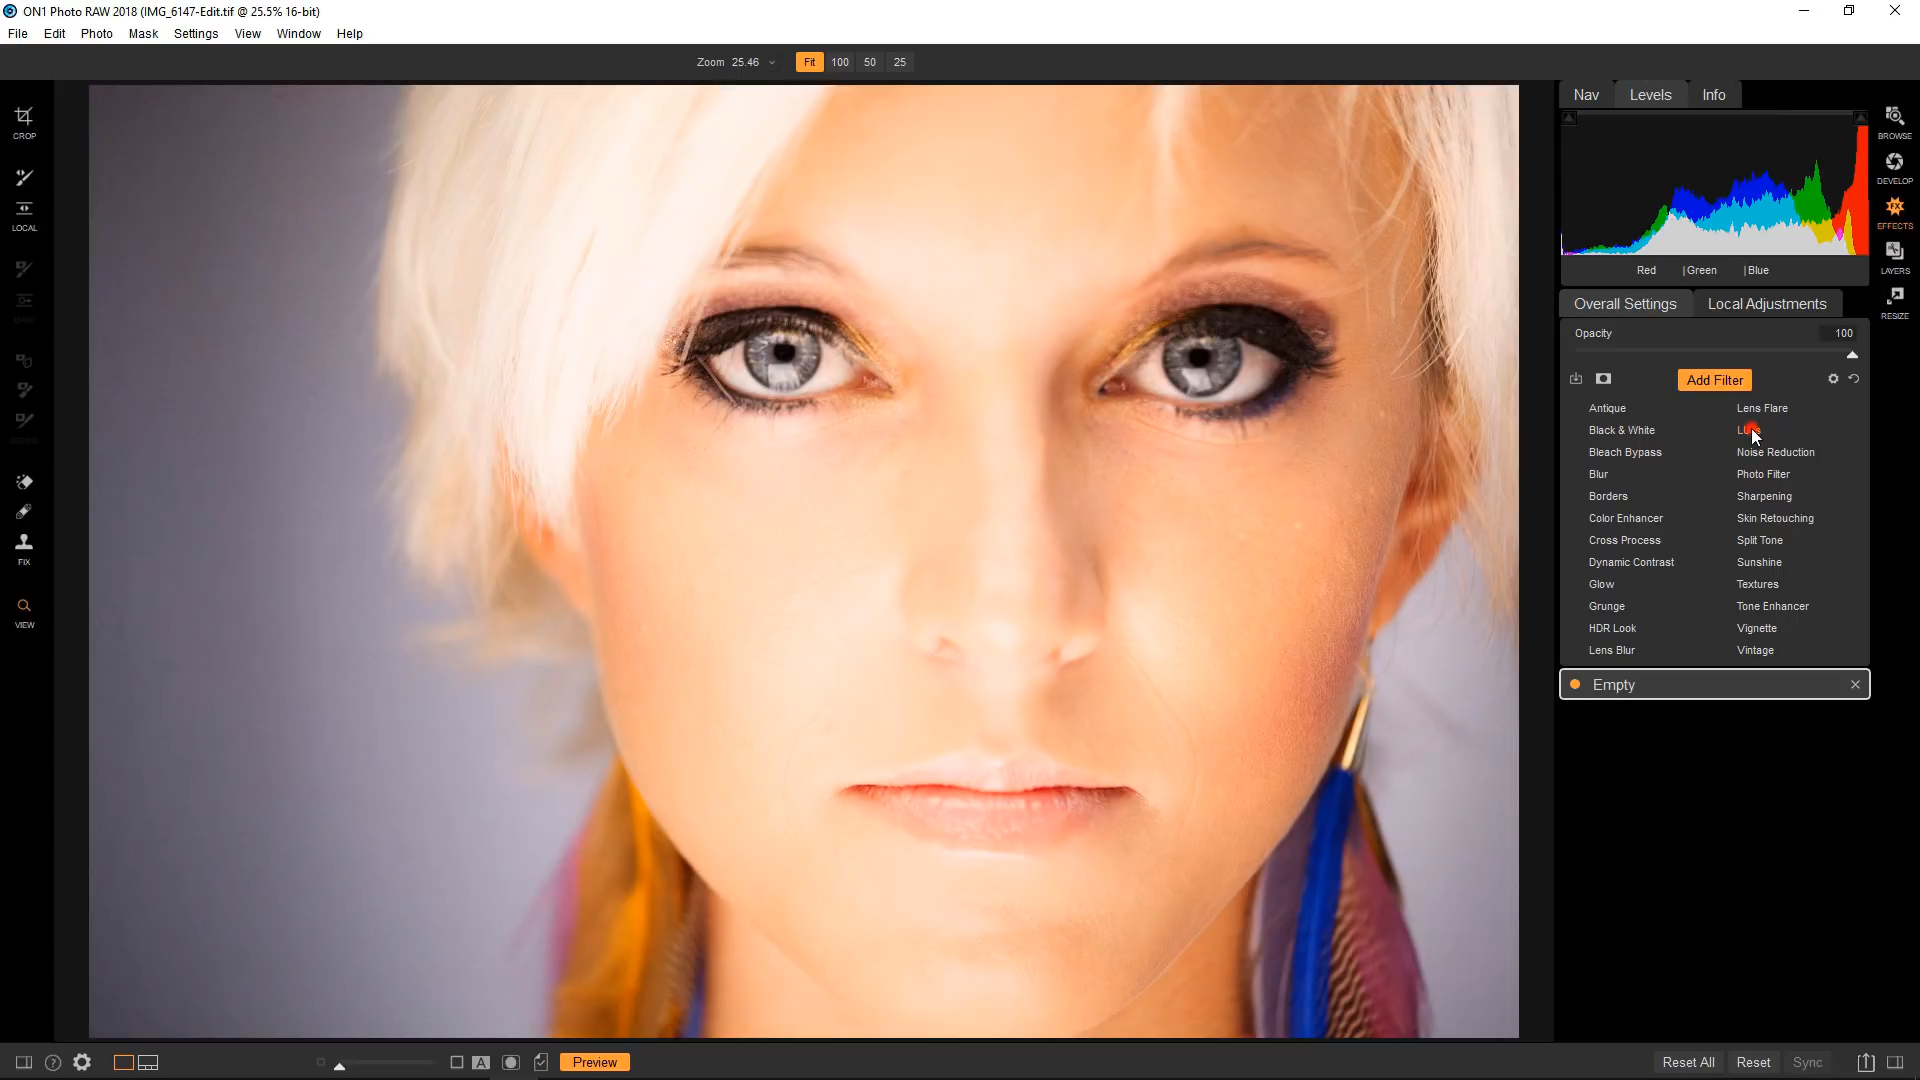 ON1 Photo RAW 2018 (IMG_6147-Edit.tif @ 25.5% 16-bit)
File Edit Photo Mask Settings View Window Help
Zoom 25.46 Fit 100 50 25
Nav Levels Info
CROP
BROWSE
DEVELOP
LOCAL
EFFECTS
Red |Green |Blue
LAYERS
Overall Settings Local Adjustments
RESIZE
Opacity 100
Add Filter
Antique Lens Flare
Black & White
Bleach Bypass Noise Reduction
Blur Photo Filter
Borders Sharpening
Color Enhancer Skin Retouching
Cross Process Split Tone
FIX
Dynamic Contrast Sunshine
Glow Textures
Grunge Tone Enhancer
VIEW
HDR Look Vignette
Lens Blur Vintage
Empty
A Preview Reset All Reset Sync